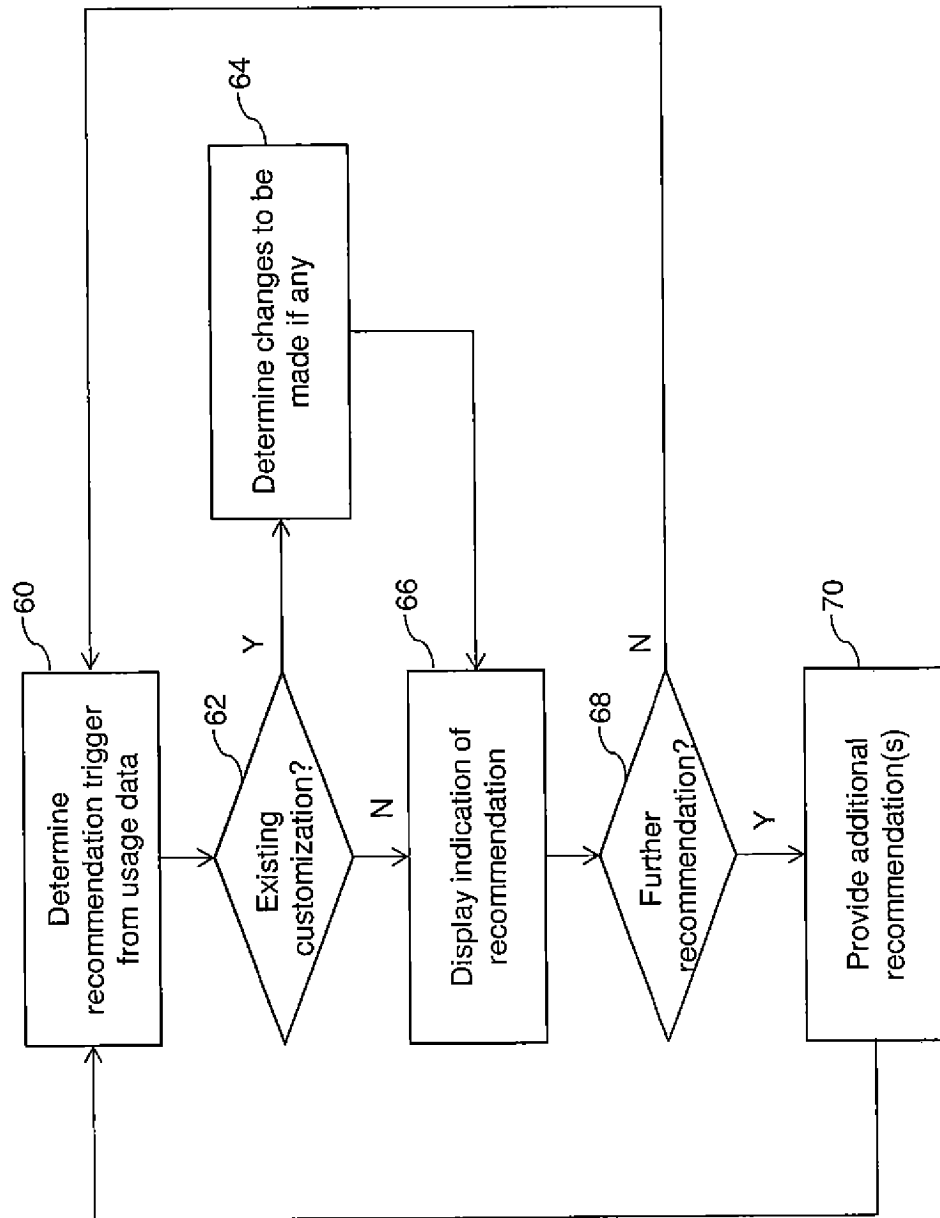 60
Determine
recommendation trigger
from usage data
62
Existing
customization?
Y
N
64
Determine changes to be
made if any
66
Display indication of
recommendation
68
Further
recommendation?
N
Y
70
Provide additional
recommendation(s)